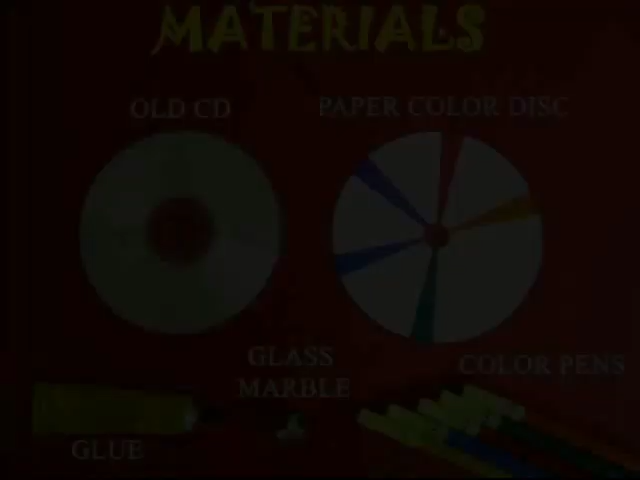 MATERIALS
OLD CD
PAPER COLOR DISC
GLASS
MARBLE
COLOR PENS
GLUE